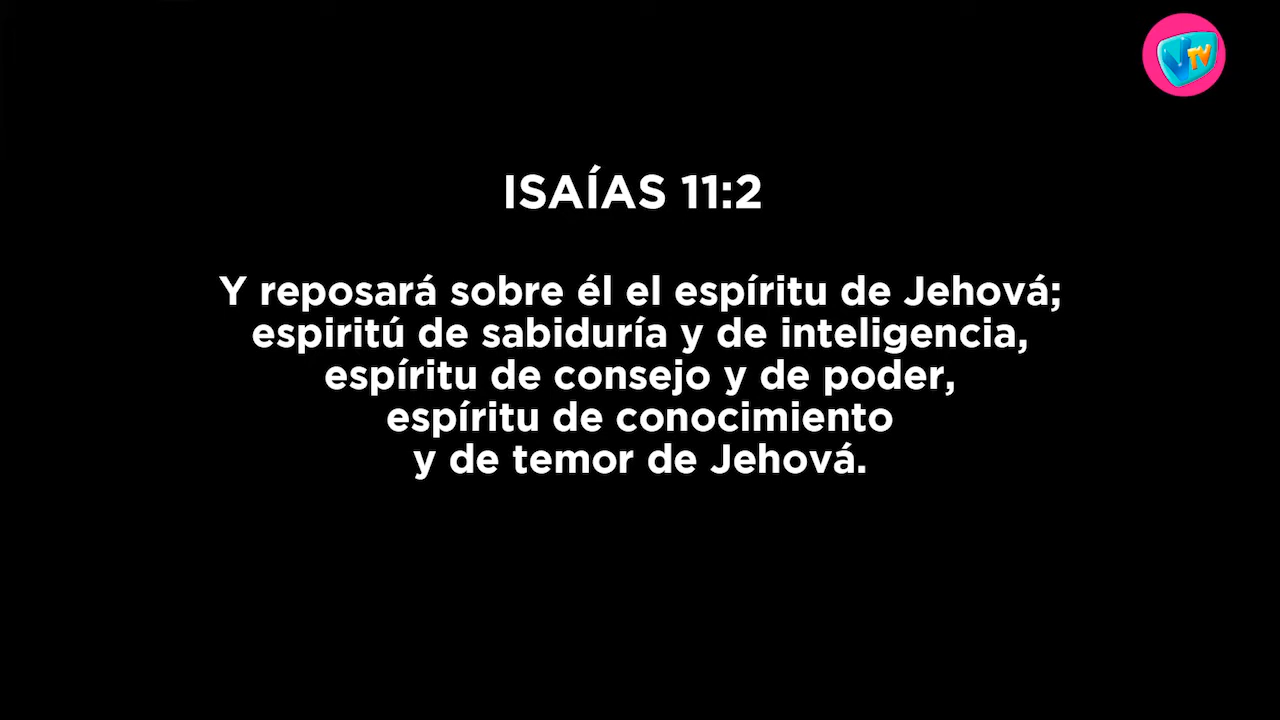 VTV
ISAÍAS 11:2
Y reposará sobre él el espíritu de Jehová;
espiritú de sabiduría y de inteligencia,
espíritu de consejo y de poder,
espíritu de conocimiento
y de temor de Jehová.